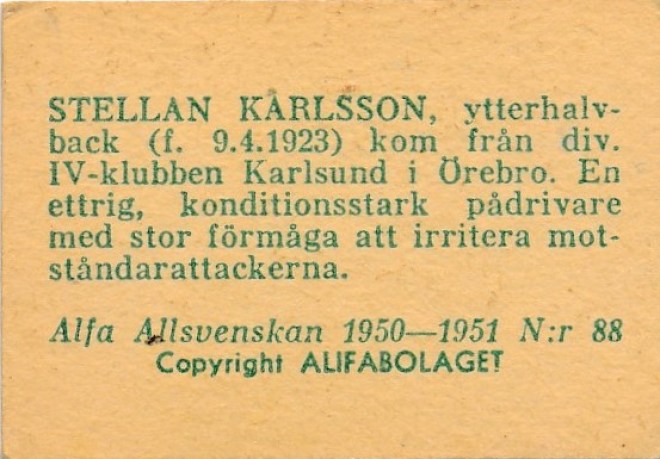 STELLAN KARLSSON, ytterhalv-
back (f. 9.4.1923) kom från div.
IV-klubben Karlsund i Örebro. En
ettrig, konditionsstark pådrivare
med stor förmåga att irritera mot-
ståndarattackerna.
Alfa Allsvenskan 1950—1951 N:r 88
Copyright ALIFABOLAGET